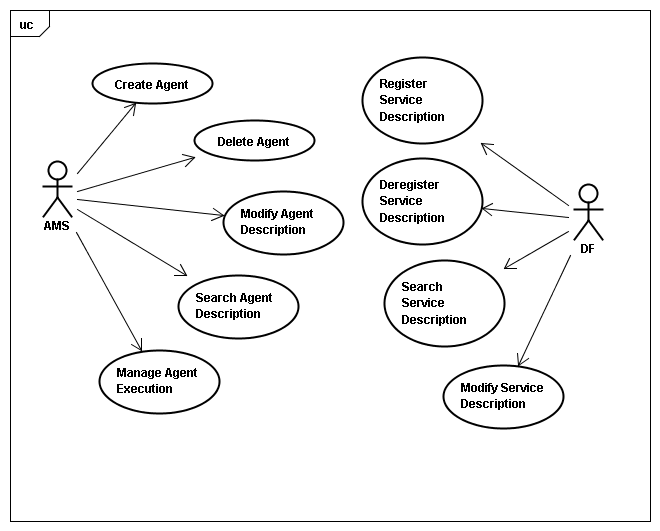 uc
Create Agent
Delete Agent
AMS
Modify Agent
Description
Search Agent
Description
Manage Agent
Execution
Register
Service
Description
Deregister
Service
Description
DF
Search
Service
Description
Modify Service
Description